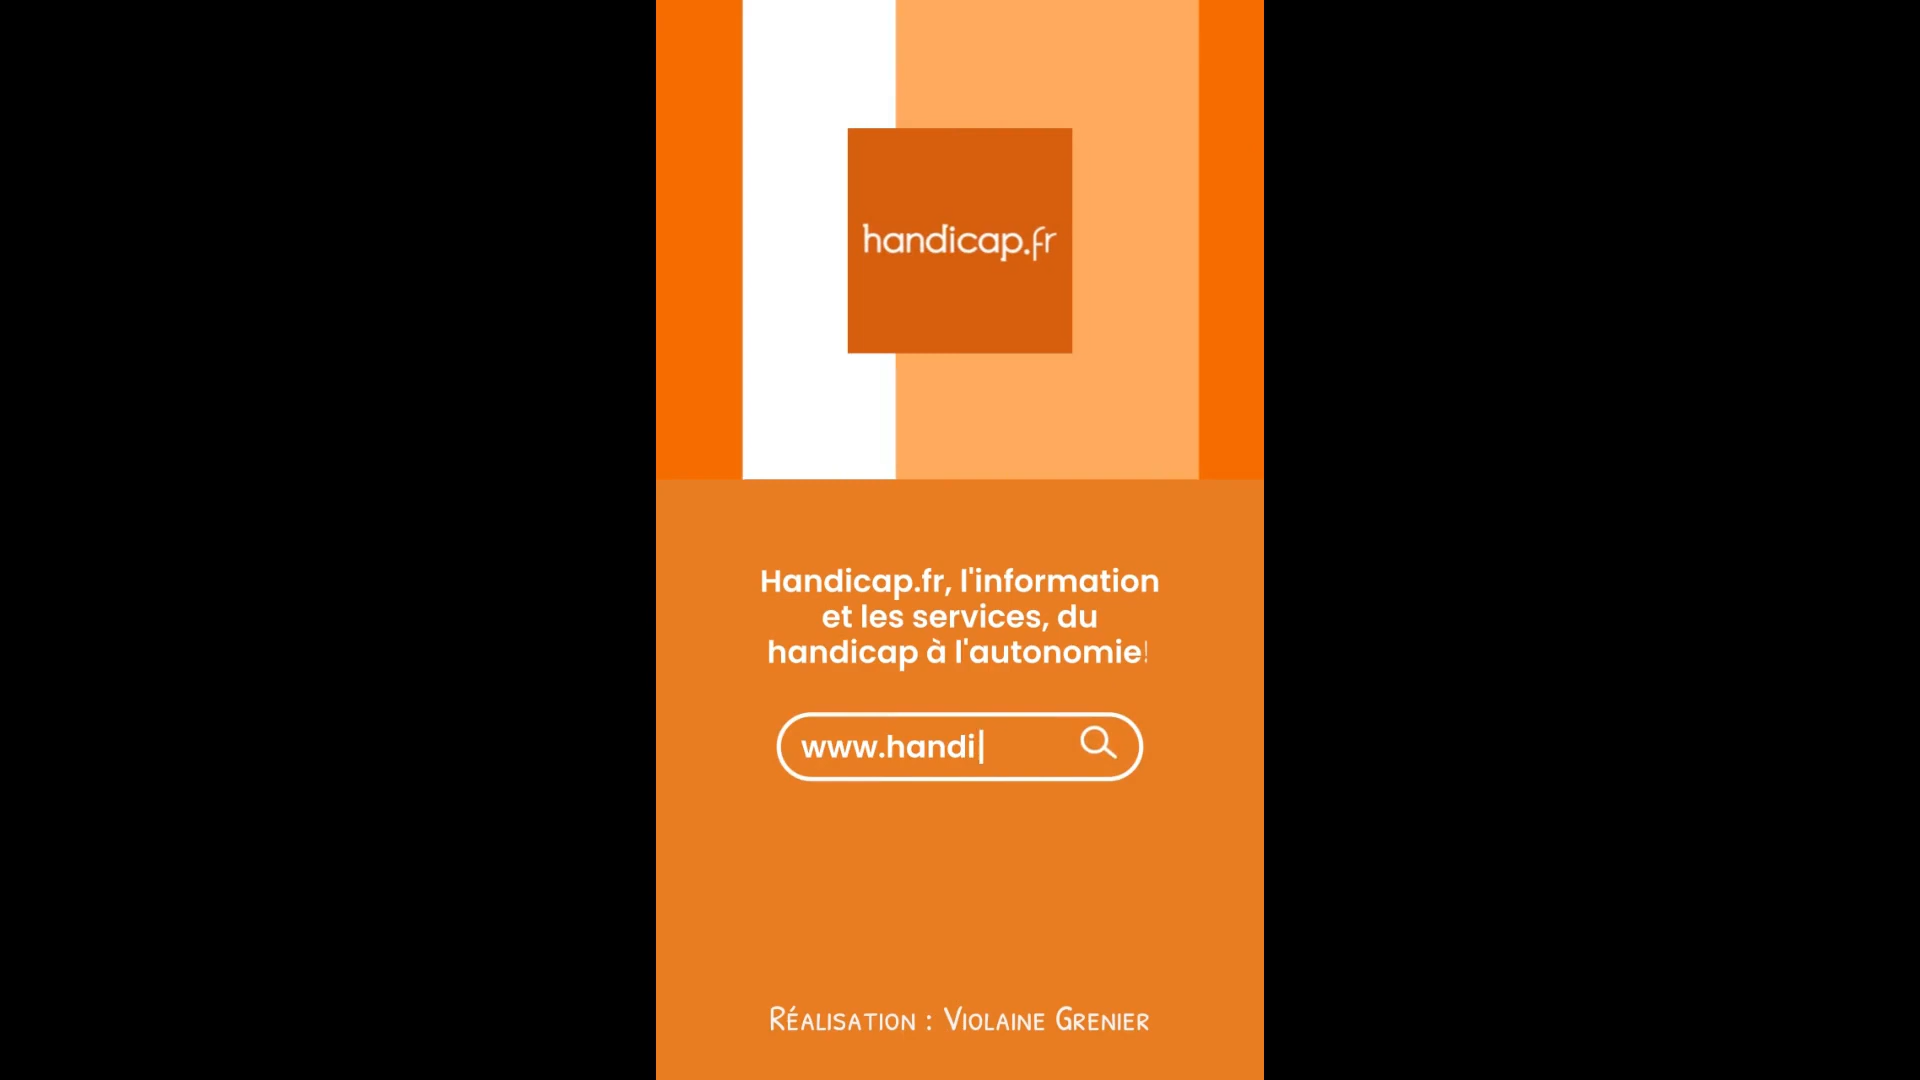 handicap.fr
Handicap.fr, l'information
et les services, du
handicap à l'autonomie!
www.handi
Réalisation : Violaine Grenier